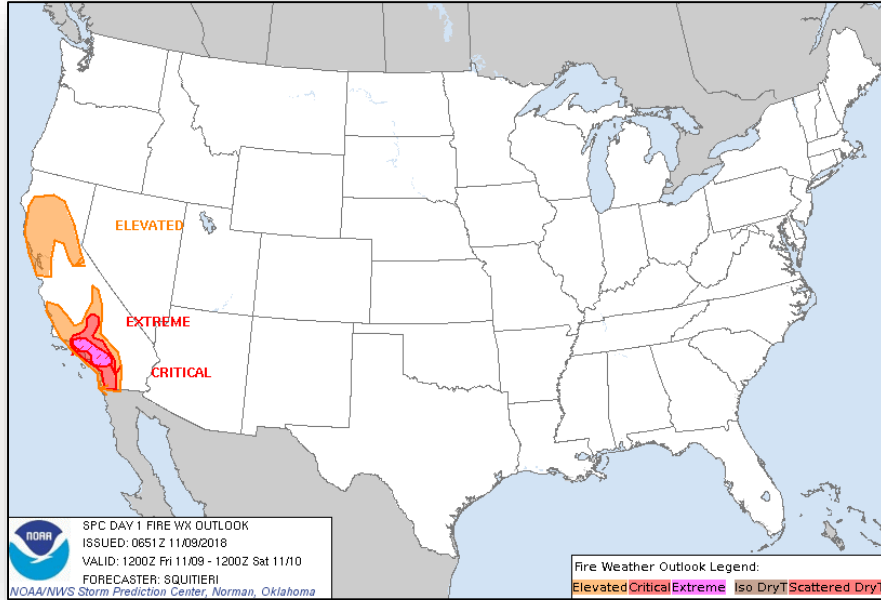 ELEVATED
EXTREME
CRITICAL
SPC DAY 1 FIRE WX OUTLOOK
ISSUED: 0651Z 11/09/2018
VALID: 1200Z Fri 11/09 - 1200Z Sat 11/10
FORECASTER: SQUITIERI
NOAA/NWS Storm Prediction Center, Norman, Oklahoma
NOAA
Fire Weather Outlook Legend:
Elevated Critical Extreme Iso DryT Scattered DryT